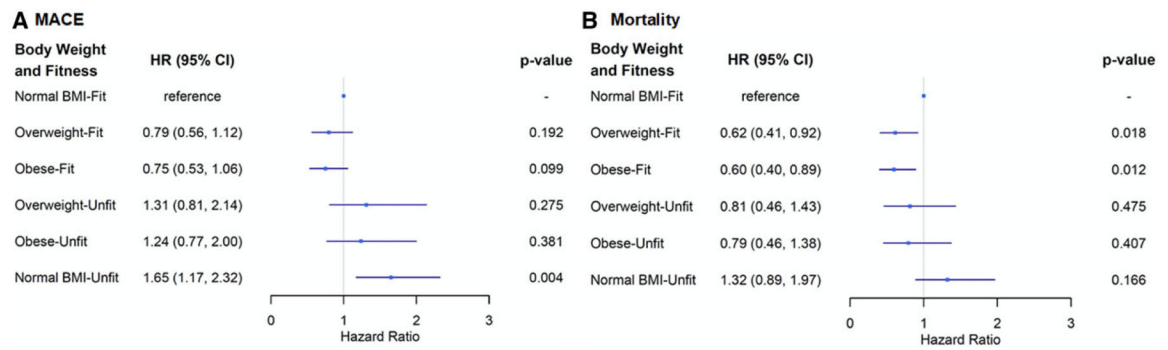 A MACE
Body Weight and Fitness HR (95% CI) p-value
Normal BMI-Fit reference -
Overweight-Fit 0.79 (0.56, 1.12) 0.192
Obese-Fit 0.75 (0.53, 1.06) 0.099
Overweight-Unfit 1.31 (0.81, 2.14) 0.275
Obese-Unfit 1.24 (0.77, 2.00) 0.381
Normal BMI-Unfit 1.65 (1.17, 2.32) 0.004
0 1 2 3
Hazard Ratio
B Mortality
Body Weight and Fitness HR (95% CI) p-value
Normal BMI-Fit reference -
Overweight-Fit 0.62 (0.41, 0.92) 0.018
Obese-Fit 0.60 (0.40, 0.89) 0.012
Overweight-Unfit 0.81 (0.46, 1.43) 0.475
Obese-Unfit 0.79 (0.46, 1.38) 0.407
Normal BMI-Unfit 1.32 (0.89, 1.97) 0.166
0 1 2 3
Hazard Ratio